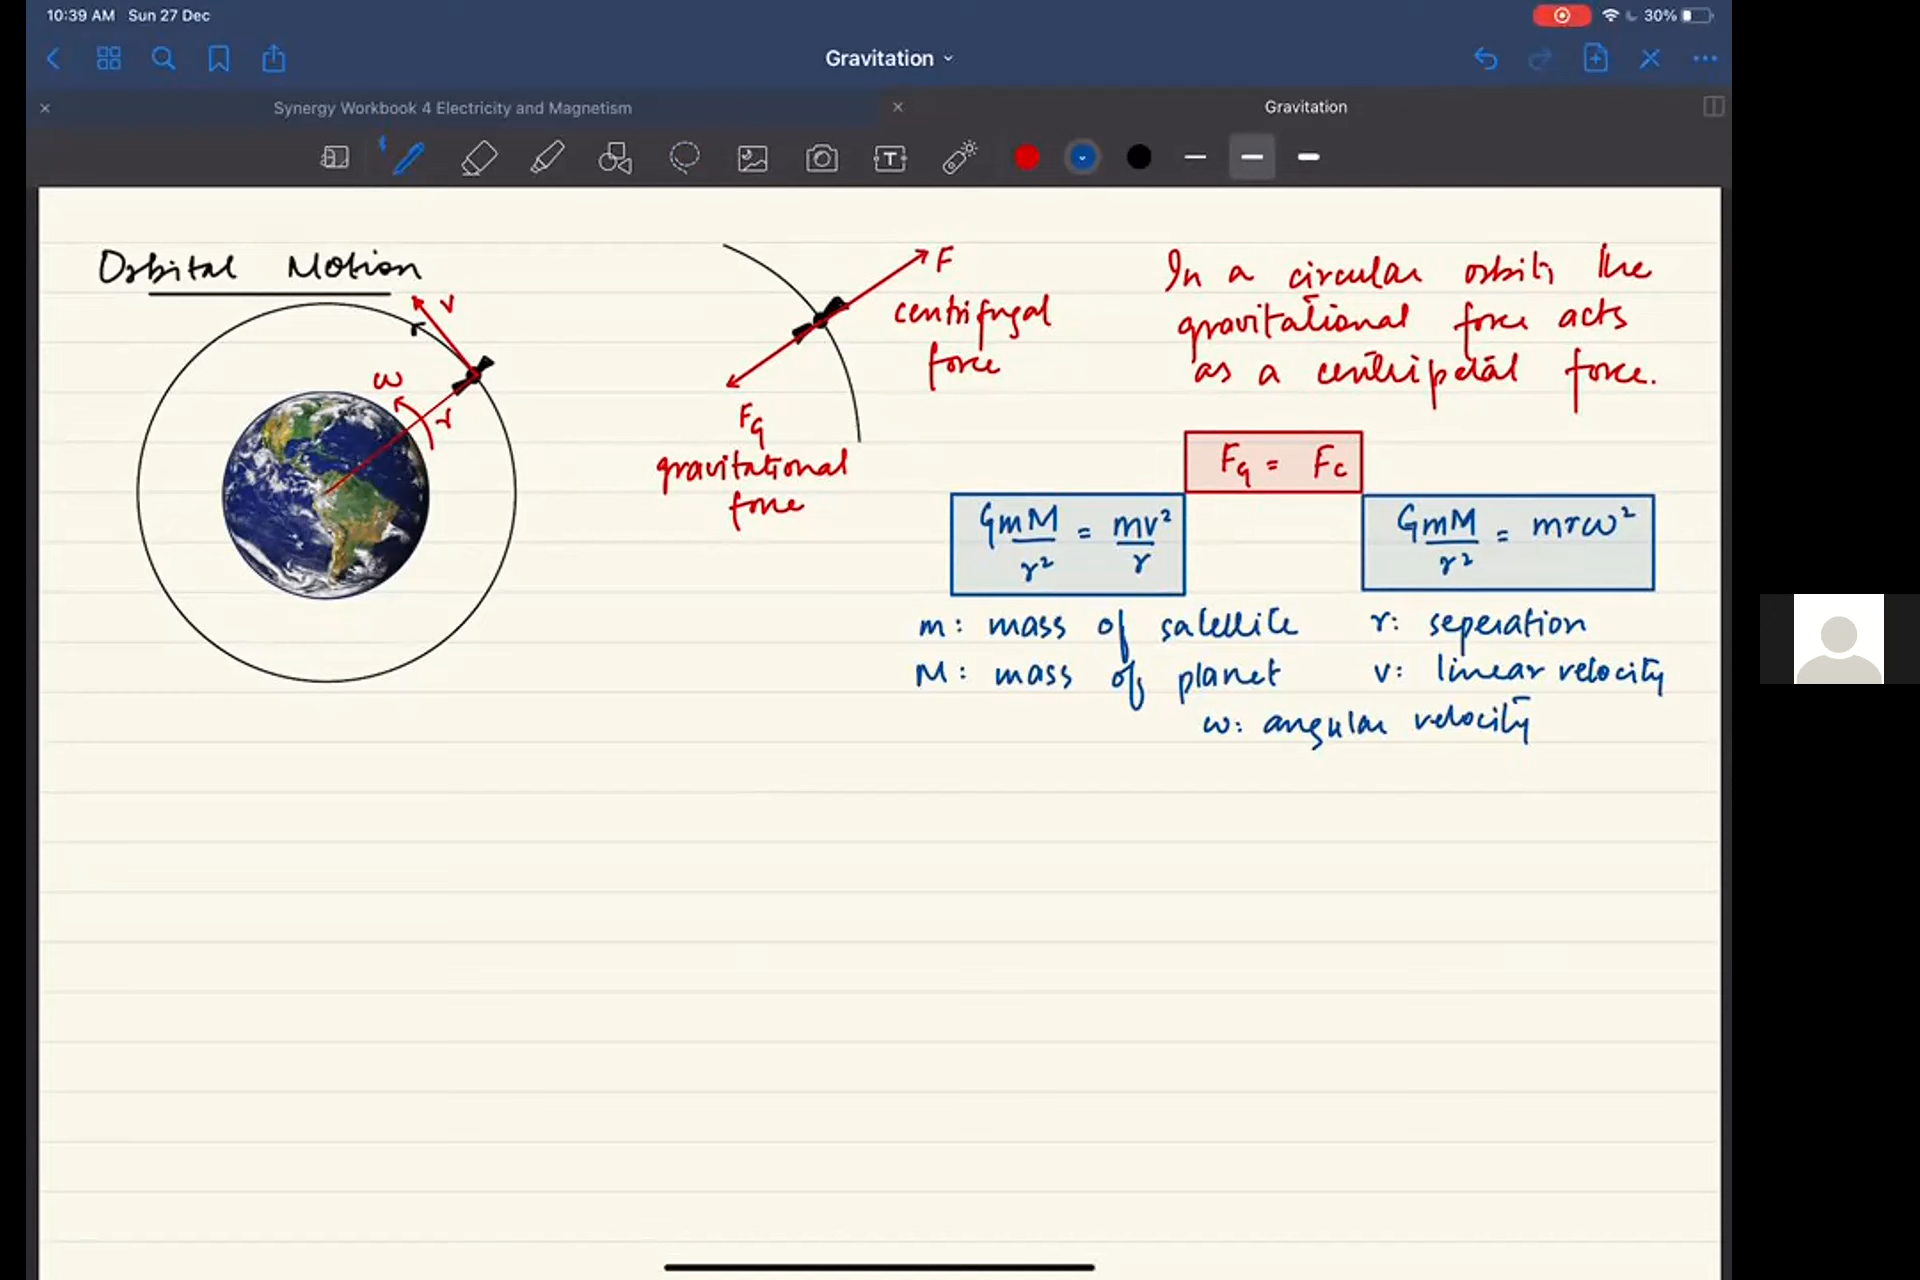 10:39 AM Sun 27 Dec
30%
Gravitation
Synergy Workbook 4 Electricity and Magnetism
Gravitation
T
Orbital Motion
v
ω
r
F
centrifugal
force
Fg
gravitational
force
In a circular orbit, the
gravitational force acts
as a centripetal force.
Fg = Fc
GmM/r² = mv²/r
GmM/r² = mrω²
m: mass of satellite
r: seperation
M: mass of planet
v: linear velocity
ω: angular velocity